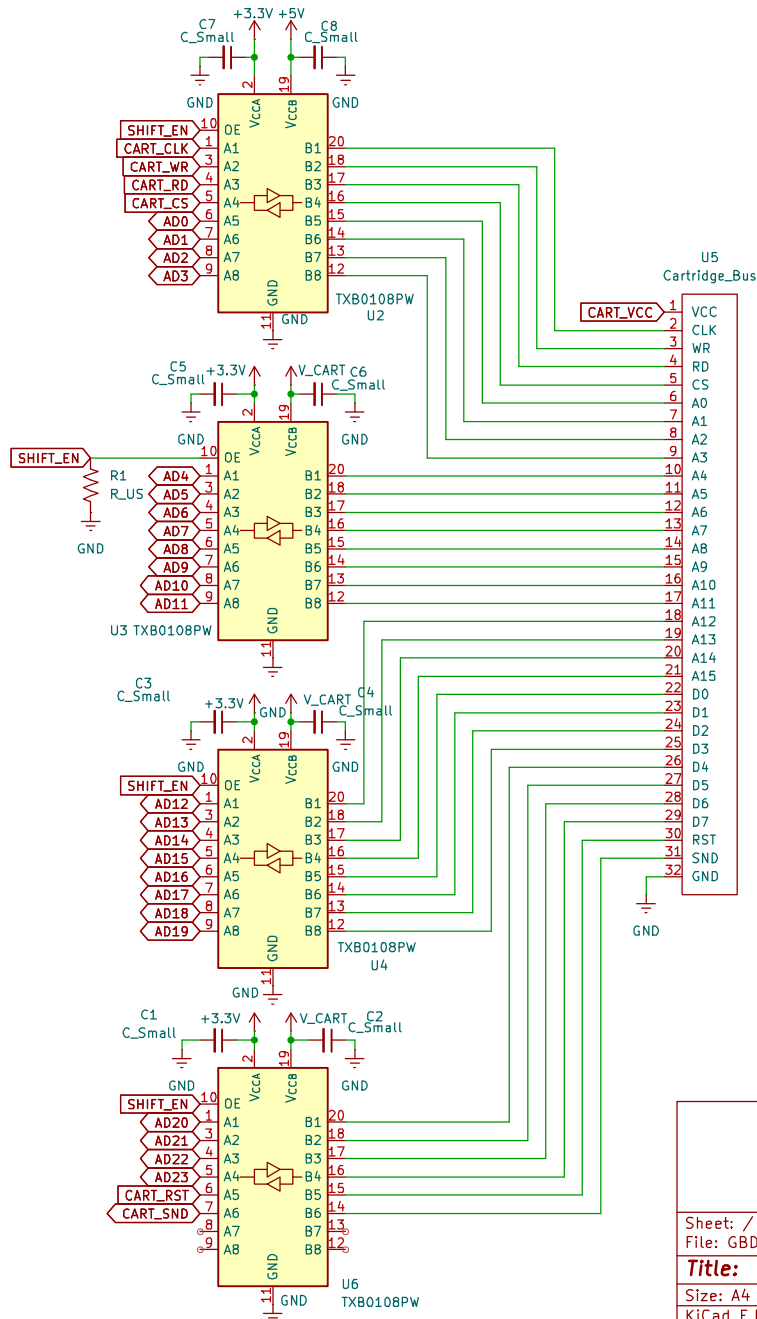 +3.3V +5V
C7
C_Small
C8
C_Small
GND
GND
2
19
VCCA
VCCB
SHIFT_EN 10 OE
CART_CLK 1 A1 B1 20
CART_WR 3 A2 B2 18
CART_RD 4 A3 B3 17
CART_CS 5 A4 B4 16
AD0 6 A5 B5 15
AD1 7 A6 B6 14
AD2 8 A7 B7 13
AD3 9 A8 B8 12
GND
11
GND
TXB0108PW
U2
U5
Cartridge_Bus
CART_VCC 1 VCC
2 CLK
3 WR
4 RD
5 CS
6 A0
7 A1
8 A2
9 A3
10 A4
11 A5
12 A6
13 A7
14 A8
15 A9
16 A10
17 A11
18 A12
19 A13
20 A14
21 A15
22 D0
23 D1
24 D2
25 D3
26 D4
27 D5
28 D6
29 D7
30 RST
31 SND
32 GND
GND
C5
C_Small
+3.3V
V_CART
C6
C_Small
GND
GND
2
19
VCCA
VCCB
SHIFT_EN
R1
R_US
GND
10 OE
AD4 1 A1 B1 20
AD5 3 A2 B2 18
AD6 4 A3 B3 17
AD7 5 A4 B4 16
AD8 6 A5 B5 15
AD9 7 A6 B6 14
AD10 8 A7 B7 13
AD11 9 A8 B8 12
GND
11
U3 TXB0108PW
GND
C3
C_Small
+3.3V
V_CART
C4
C_Small
GND
GND
2
19
VCCA
VCCB
SHIFT_EN 10 OE
AD12 1 A1 B1 20
AD13 3 A2 B2 18
AD14 4 A3 B3 17
AD15 5 A4 B4 16
AD16 6 A5 B5 15
AD17 7 A6 B6 14
AD18 8 A7 B7 13
AD19 9 A8 B8 12
GND
11
GND
TXB0108PW
U4
C1
C_Small
+3.3V
V_CART
C2
C_Small
GND
GND
2
19
VCCA
VCCB
SHIFT_EN 10 OE
AD20 1 A1 B1 20
AD21 3 A2 B2 18
AD22 4 A3 B3 17
AD23 5 A4 B4 16
CART_RST 6 A5 B5 15
CART_SND 7 A6 B6 14
8 A7 B7 13
9 A8 B8 12
GND
11
GND
U6
TXB0108PW
Sheet: /
File: GBD
Title:
Size: A4